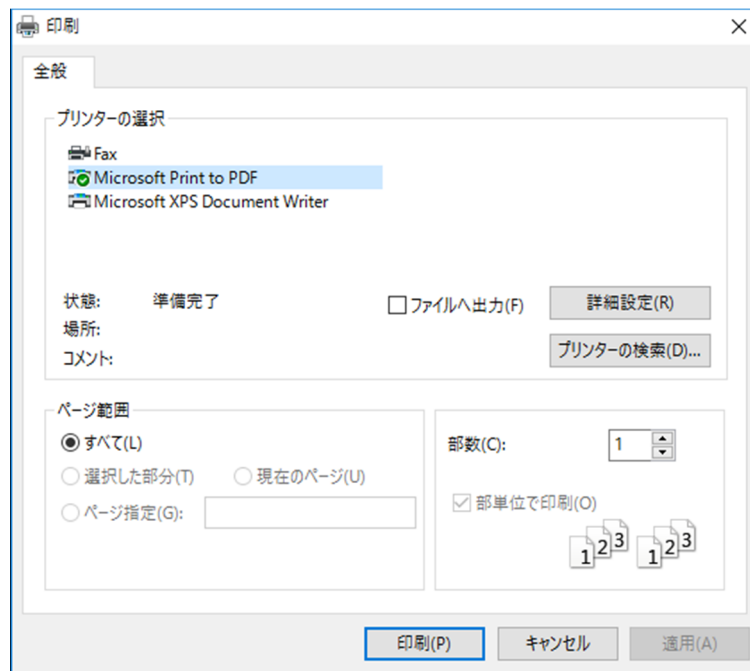 印刷
全般
プリンターの選択
Fax
Microsoft Print to PDF
Microsoft XPS Document Writer
状態: 準備完了
ファイルへ出力(F)
詳細設定(R)
場所:
プリンターの検索(D)...
コメント:
ページ範囲
すべて(L)
選択した部分(T)
現在のページ(U)
ページ指定(G):
部数(C): 1
部単位で印刷(O)
1 2 3 1 2 3
印刷(P)
キャンセル
適用(A)